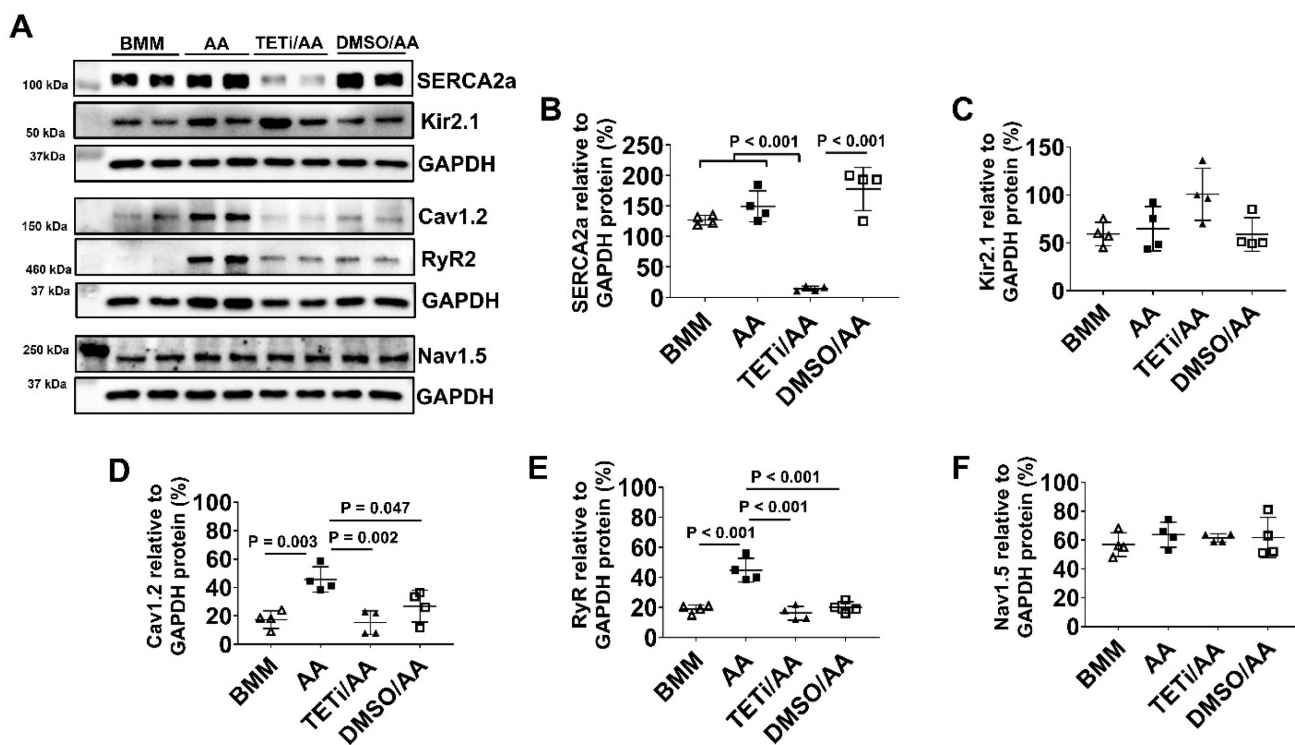 A
BMM AA TETi/AA DMSO/AA
100 kDa SERCA2a
50 kDa Kir2.1
37kDa GAPDH
150 kDa Cav1.2
460 kDa RyR2
37 kDa GAPDH
250 kDa Nav1.5
37 kDa GAPDH
B
SERCA2a relative to
GAPDH protein (%)
P < 0.001 P < 0.001
250
200
150
100
50
0
BMM AA TETi/AA DMSO/AA
C
Kir2.1 relative to
GAPDH protein (%)
150
100
50
0
BMM AA TETi/AA DMSO/AA
D
Cav1.2 relative to
GAPDH protein (%)
P = 0.047
P = 0.003 P = 0.002
100
80
60
40
20
0
BMM AA TETi/AA DMSO/AA
E
RyR relative to
GAPDH protein (%)
P < 0.001
P < 0.001
P < 0.001
100
80
60
40
20
0
BMM AA TETi/AA DMSO/AA
F
Nav1.5 relative to
GAPDH protein (%)
100
80
60
40
20
0
BMM AA TETi/AA DMSO/AA